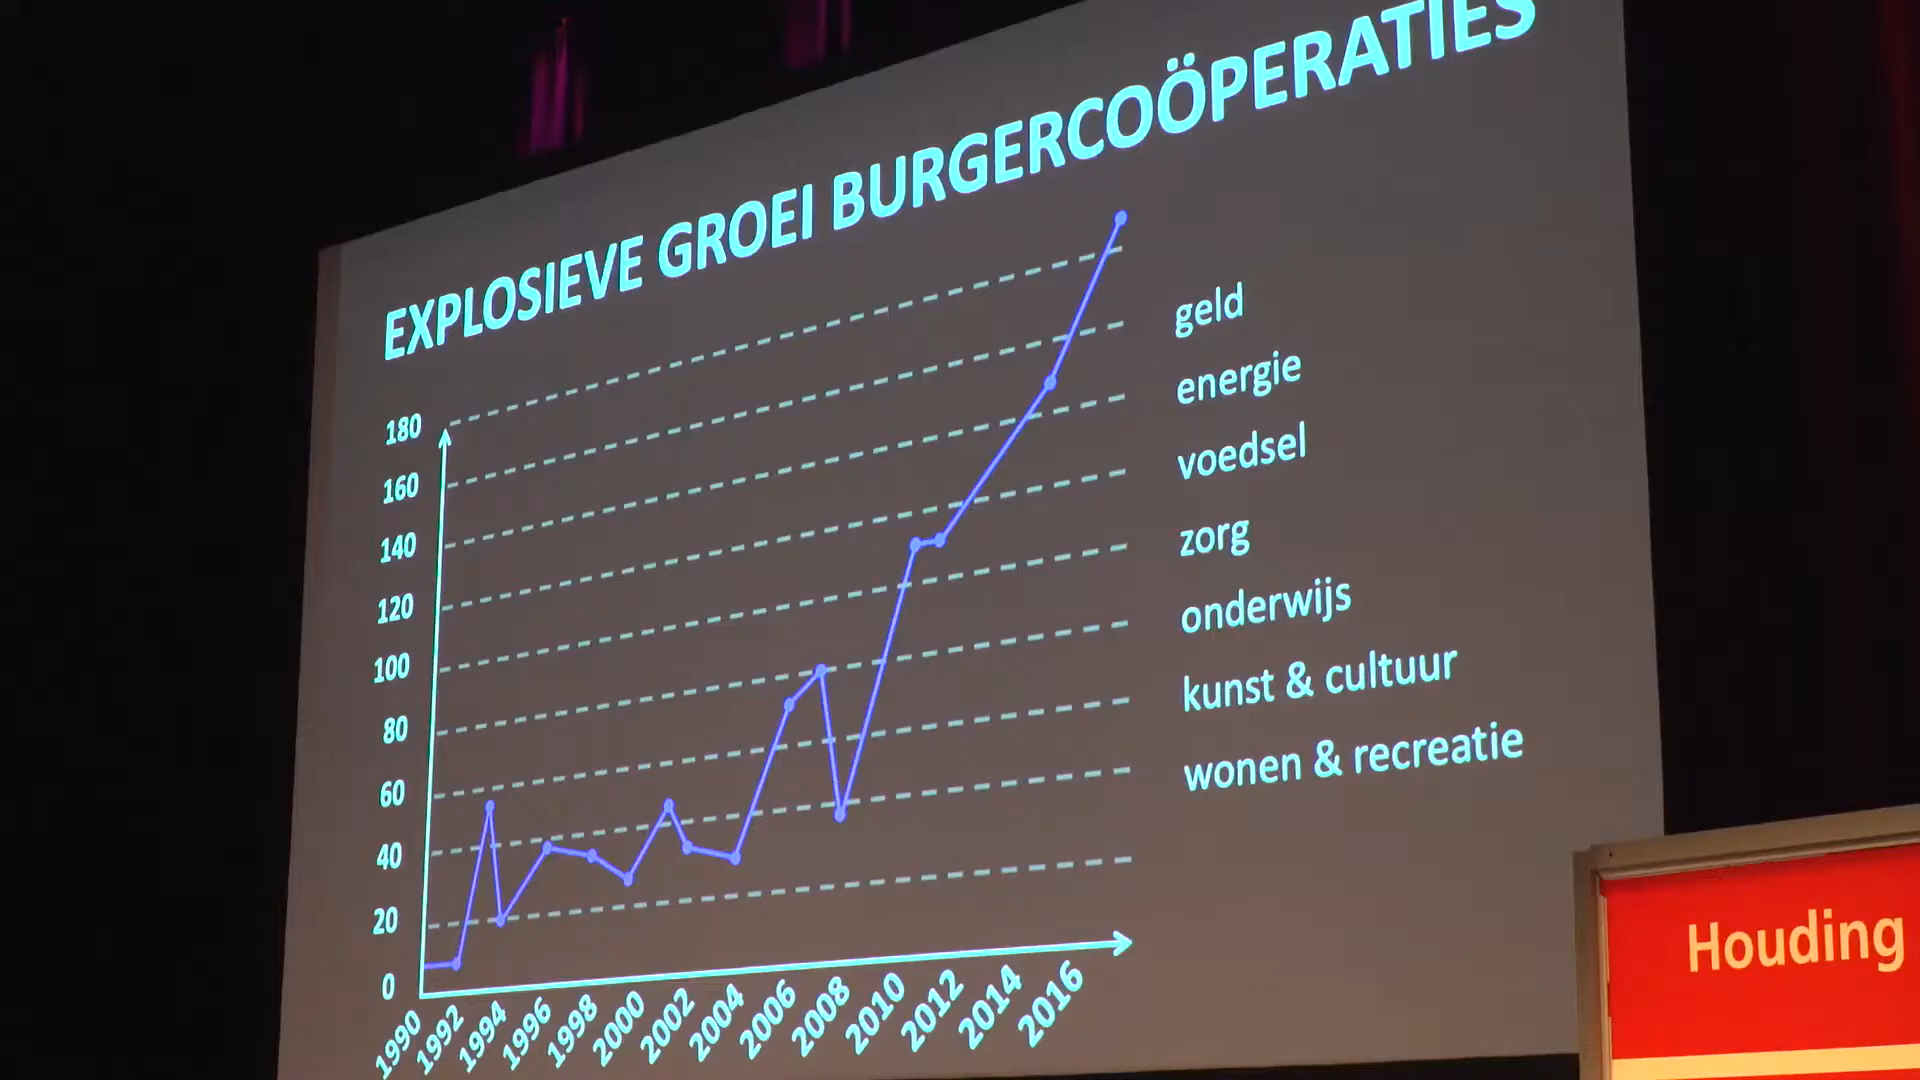 EXPLOSIEVE GROEI BURGERCOÖPERATIES
180
160
140
120
100
80
60
40
20
0
1990
1992
1994
1996
1998
2000
2002
2004
2006
2008
2010
2012
2014
2016
geld
energie
voedsel
zorg
onderwijs
kunst & cultuur
wonen & recreatie
Houding